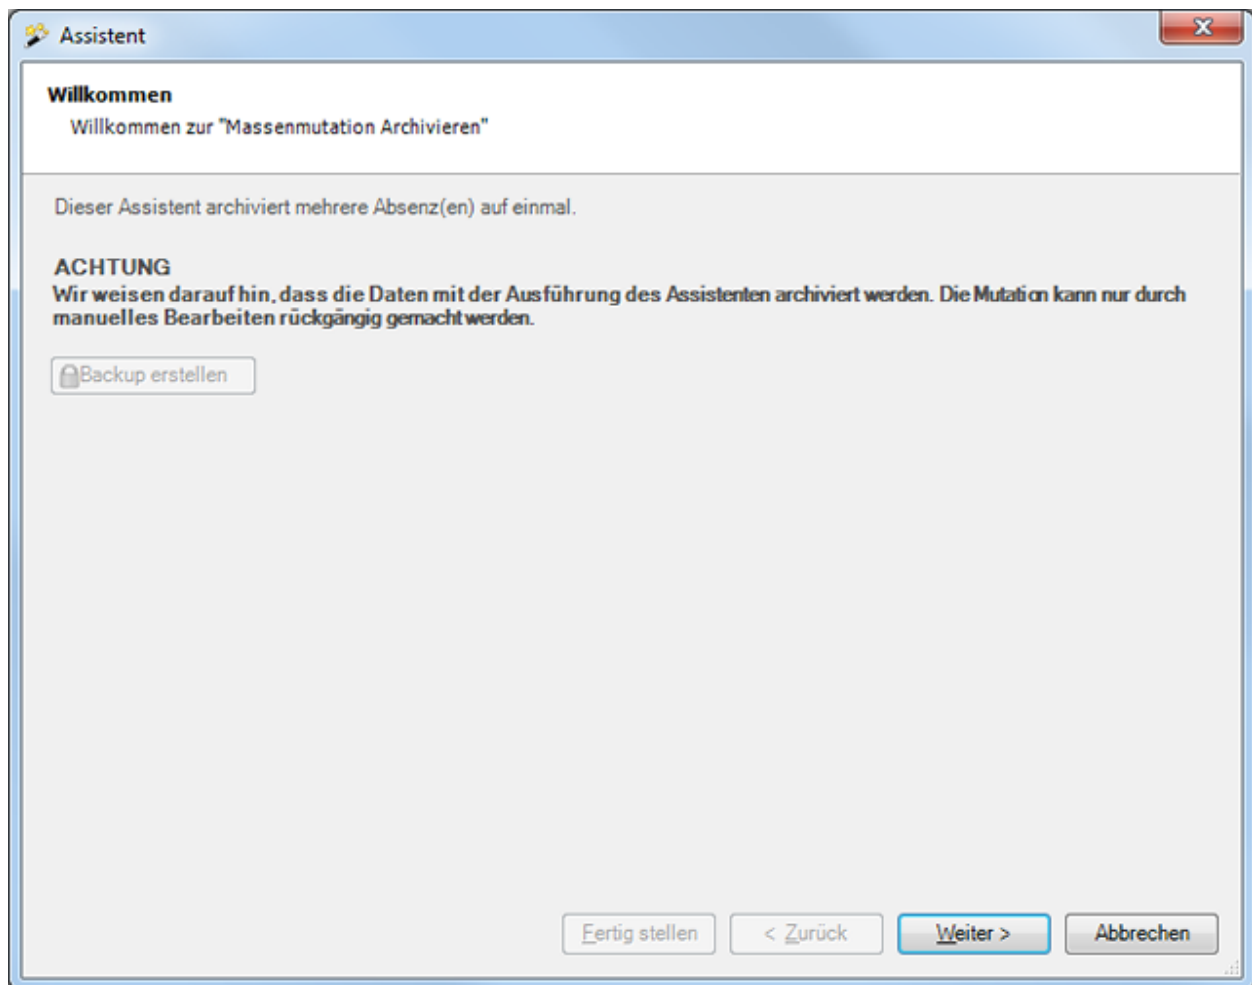 Assistent
Willkommen
Willkommen zur "Massenmutation Archivieren"
Dieser Assistent archiviert mehrere Absenz(en) auf einmal.
ACHTUNG
Wir weisen darauf hin, dass die Daten mit der Ausführung des Assistenten archiviert werden. Die Mutation kann nur durch
manuelles Bearbeiten rückgängig gemacht werden.
Backup erstellen
Fertig stellen
< Zurück
Weiter >
Abbrechen